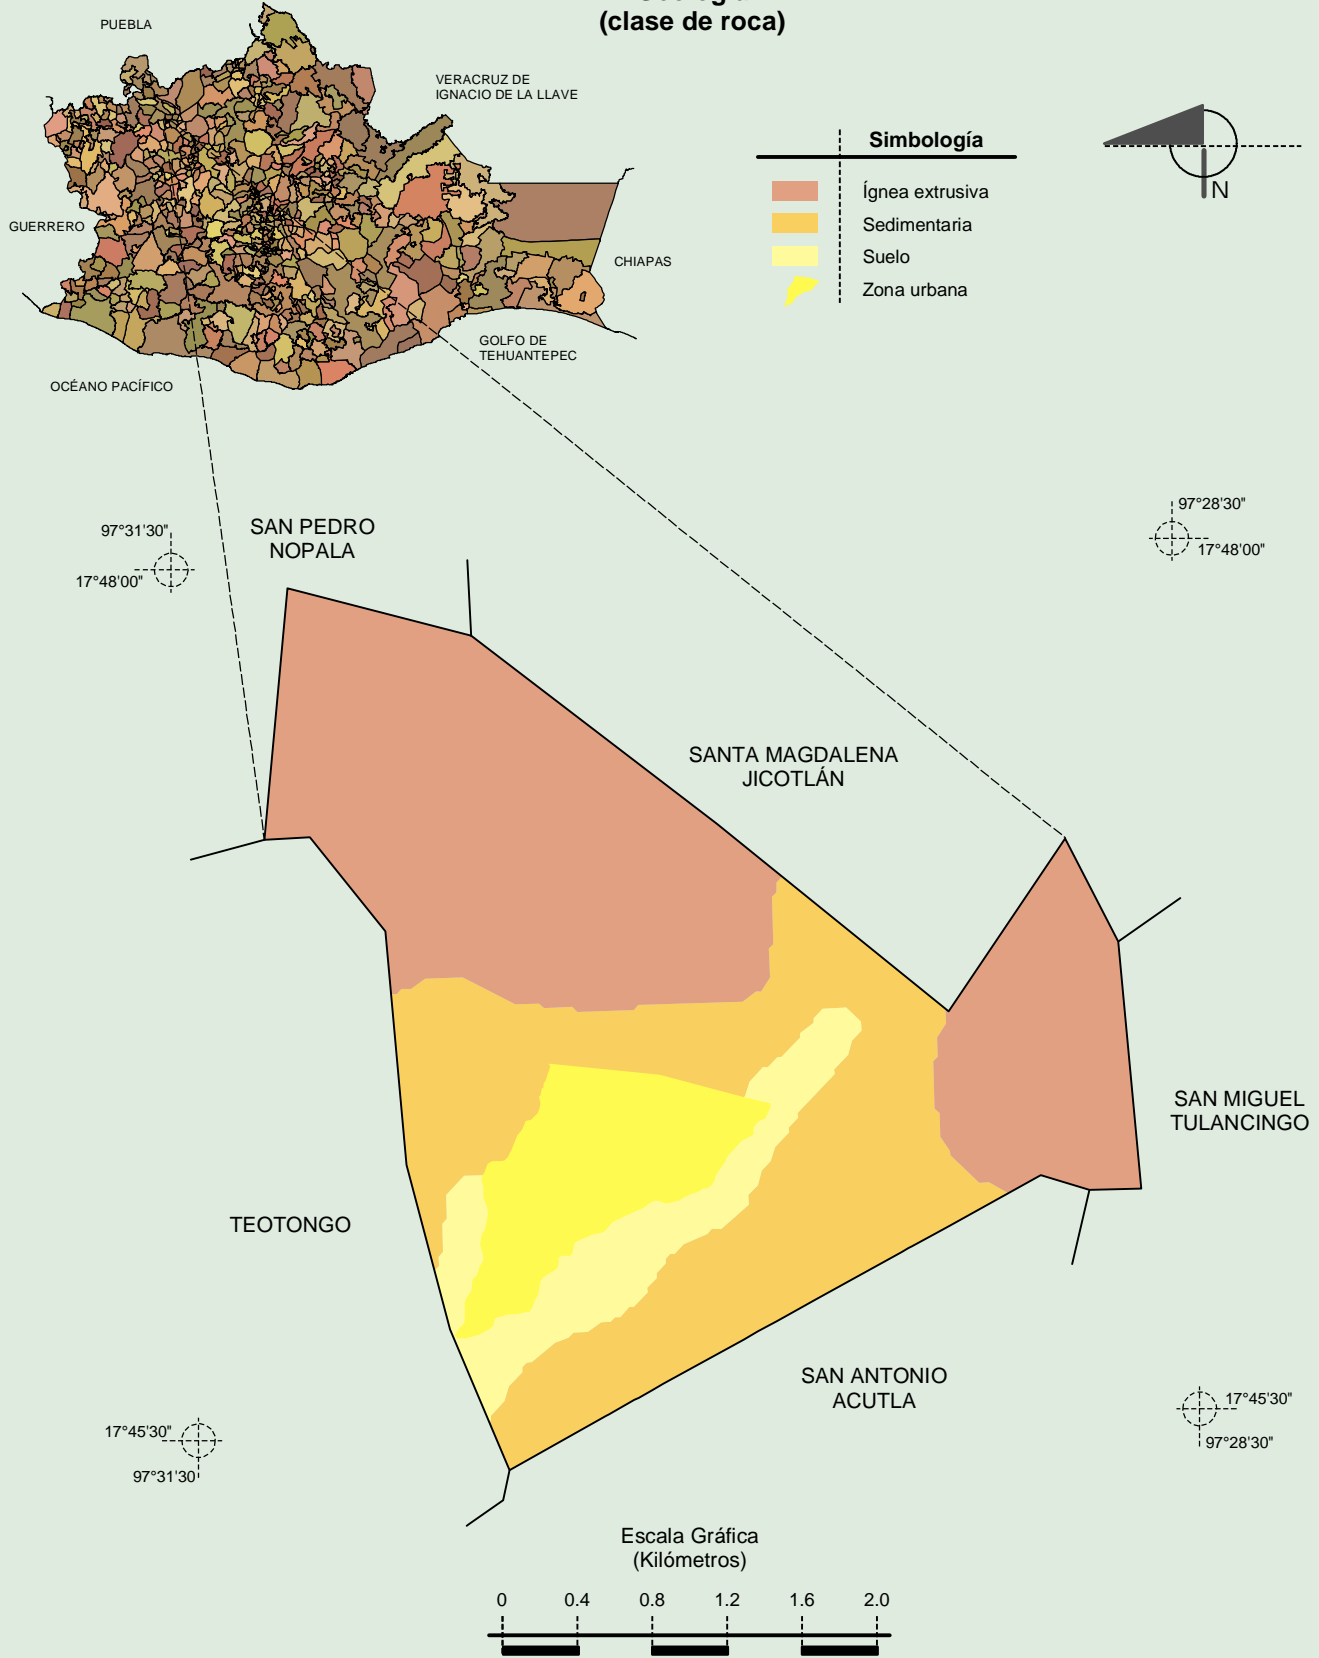 (clase de roca)
PUEBLA
VERACRUZ DE
IGNACIO DE LA LLAVE
GUERRERO
CHIAPAS
GOLFO DE
TEHUANTEPEC
OCÉANO PACÍFICO
Simbología
Ígnea extrusiva
Sedimentaria
Suelo
Zona urbana
N
97°31'30"
17°48'00"
SAN PEDRO
NOPALA
97°28'30"
17°48'00"
SANTA MAGDALENA
JICOTLÁN
SAN MIGUEL
TULANCINGO
TEOTONGO
SAN ANTONIO
ACUTLA
17°45'30"
97°31'30
17°45'30"
97°28'30"
Escala Gráfica
(Kilómetros)
0 0.4 0.8 1.2 1.6 2.0